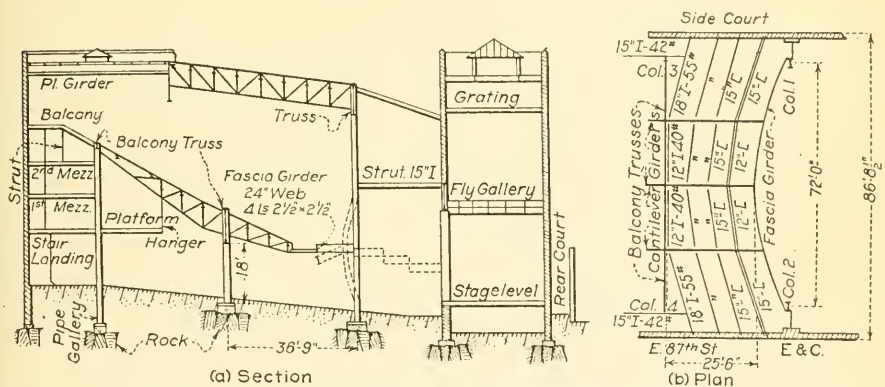 Pl. Girder
Balcony
Balcony Truss
Truss
Strut
2nd Mezz.
1st Mezz.
Platform
Hanger
Stair
Landing
Fascia Girder
24" Web
4 Ls 2½×2½
18'
Pipe
Gallery
Rock
36'-9"
Strut 15"I
Grating
Fly Gallery
Stage level
Rear Court
(a) Section
Side Court
15"I-42#
Col. 3
18"I-55#
"
15"C
15"C
Col. 1
Balcony Trusses
Cantilever Girders
12"I40#
"
15"C
12"C
Fascia Girder
72'0"
86'8½"
12"I-40#
"
15"C
12"C
18"I-55#
"
15"C
15"C
Col. 2
Col. 4
15"I-42#
E. 87th St
E & C.
25'6"
(b) Plan